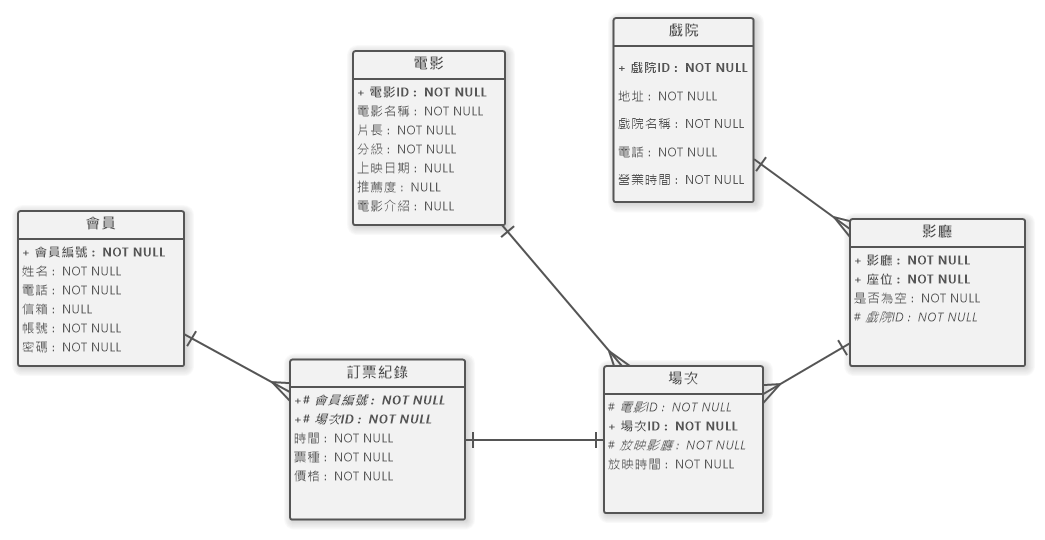 戲院
+ 戲院ID : NOT NULL
地址 : NOT NULL
戲院名稱 : NOT NULL
電話 : NOT NULL
營業時間 : NOT NULL
電影
+ 電影ID : NOT NULL
電影名稱 : NOT NULL
片長 : NOT NULL
分級 : NOT NULL
上映日期 : NULL
推薦度 : NULL
電影介紹 : NULL
會員
+ 會員編號 : NOT NULL
姓名 : NOT NULL
電話 : NOT NULL
信箱 : NULL
帳號 : NOT NULL
密碼 : NOT NULL
影廳
+ 影廳 : NOT NULL
+ 座位 : NOT NULL
是否為空 : NOT NULL
# 戲院ID : NOT NULL
訂票紀錄
+# 會員編號 : NOT NULL
+# 場次ID : NOT NULL
時間 : NOT NULL
票種 : NOT NULL
價格 : NOT NULL
場次
# 電影ID : NOT NULL
+ 場次ID : NOT NULL
# 放映影廳 : NOT NULL
放映時間 : NOT NULL